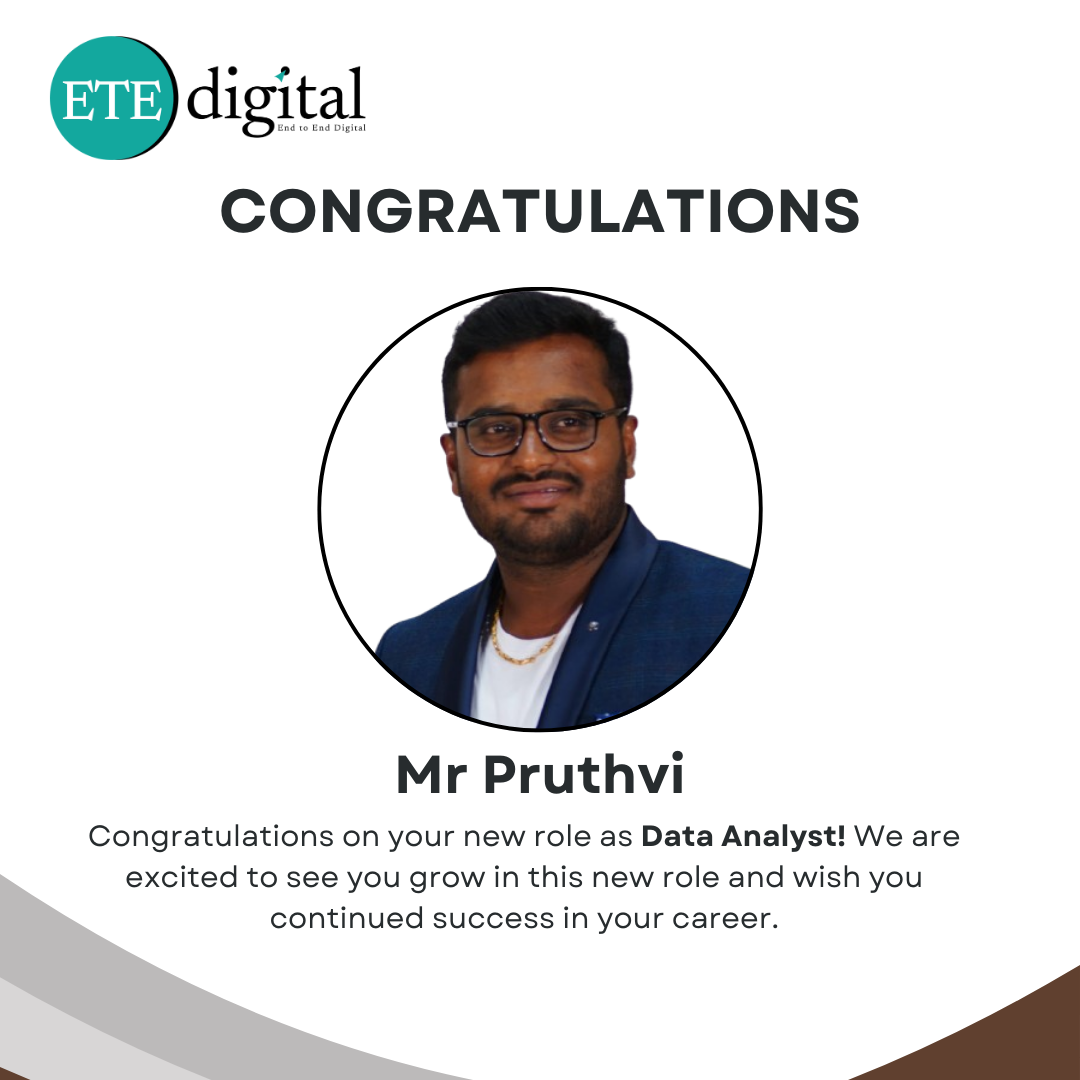 ETE digital
End to End Digital
CONGRATULATIONS
Mr Pruthvi
Congratulations on your new role as Data Analyst! We are
excited to see you grow in this new role and wish you
continued success in your career.